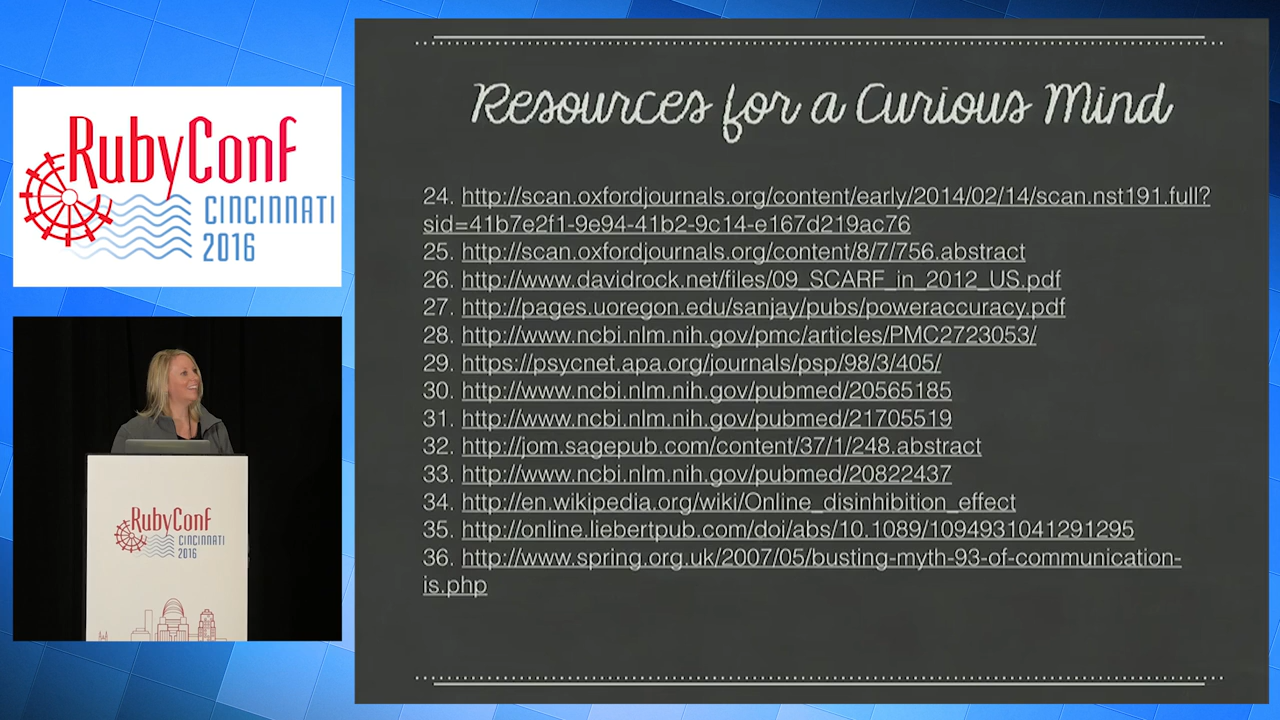 RubyConf
CINCINNATI
2016
RubyConf
CINCINNATI
2016
Resources for a Curious Mind
24. http://scan.oxfordjournals.org/content/early/2014/02/14/scan.nst191.full?
sid=41b7e2f1-9e94-41b2-9c14-e167d219ac76
25. http://scan.oxfordjournals.org/content/8/7/756.abstract
26. http://www.davidrock.net/files/09_SCARF_in_2012_US.pdf
27. http://pages.uoregon.edu/sanjay/pubs/poweraccuracy.pdf
28. http://www.ncbi.nlm.nih.gov/pmc/articles/PMC2723053/
29. https://psycnet.apa.org/journals/psp/98/3/405/
30. http://www.ncbi.nlm.nih.gov/pubmed/20565185
31. http://www.ncbi.nlm.nih.gov/pubmed/21705519
32. http://jom.sagepub.com/content/37/1/248.abstract
33. http://www.ncbi.nlm.nih.gov/pubmed/20822437
34. http://en.wikipedia.org/wiki/Online_disinhibition_effect
35. http://online.liebertpub.com/doi/abs/10.1089/1094931041291295
36. http://www.spring.org.uk/2007/05/busting-myth-93-of-communication-
is.php